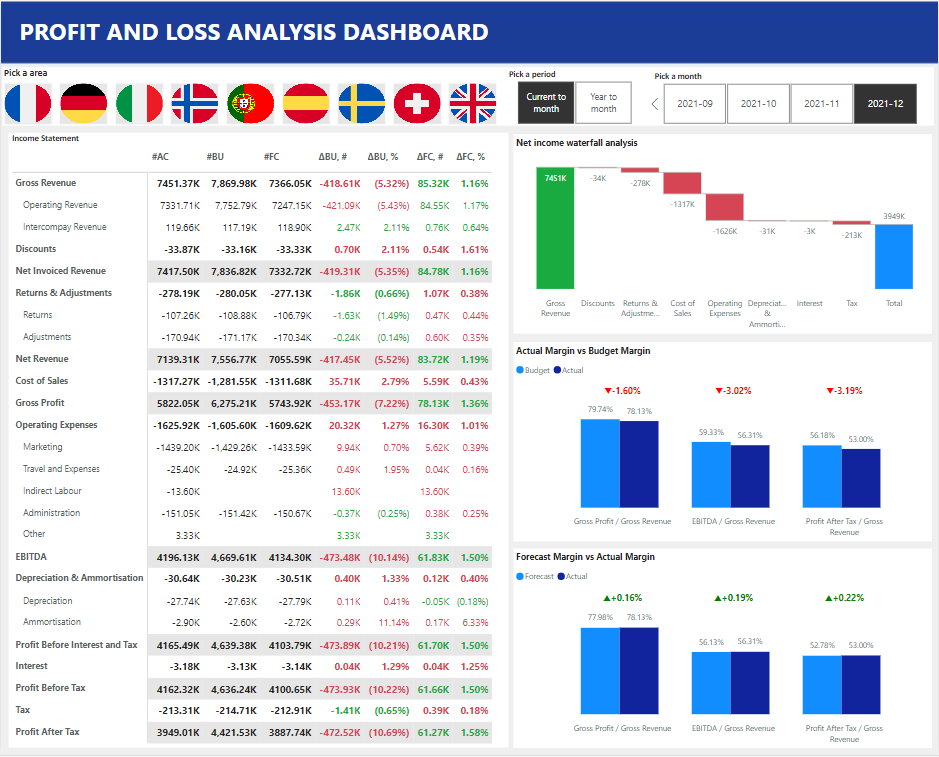 PROFIT AND LOSS ANALYSIS DASHBOARD
Pick a area
Pick a period
Current to month
Year to month
Pick a month
2021-09 2021-10 2021-11 2021-12
Income Statement
#AC #BU #FC ΔBU, # ΔBU, % ΔFC, # ΔFC, %
Gross Revenue 7451.37K 7,869.98K 7366.05K -418.61K (5.32%) 85.32K 1.16%
Operating Revenue 7331.71K 7,752.79K 7247.15K -421.09K (5.43%) 84.55K 1.17%
Intercompay Revenue 119.66K 117.19K 118.90K 2.47K 2.11% 0.76K 0.64%
Discounts -33.87K -33.16K -33.33K 0.70K 2.11% 0.54K 1.61%
Net Invoiced Revenue 7417.50K 7,836.82K 7332.72K -419.31K (5.35%) 84.78K 1.16%
Returns & Adjustments -278.19K -280.05K -277.13K -1.86K (0.66%) 1.07K 0.38%
Returns -107.26K -108.88K -106.79K -1.63K (1.49%) 0.47K 0.44%
Adjustments -170.94K -171.17K -170.34K -0.24K (0.14%) 0.60K 0.35%
Net Revenue 7139.31K 7,556.77K 7055.59K -417.45K (5.52%) 83.72K 1.19%
Cost of Sales -1317.27K -1,281.55K -1311.68K 35.71K 2.79% 5.59K 0.43%
Gross Profit 5822.05K 6,275.21K 5743.92K -453.17K (7.22%) 78.13K 1.36%
Operating Expenses -1625.92K -1,605.60K -1609.62K 20.32K 1.27% 16.30K 1.01%
Marketing -1439.20K -1,429.26K -1433.59K 9.94K 0.70% 5.62K 0.39%
Travel and Expenses -25.40K -24.92K -25.36K 0.49K 1.95% 0.04K 0.16%
Indirect Labour -13.60K 13.60K 13.60K
Administration -151.05K -151.42K -150.67K -0.37K (0.25%) 0.38K 0.25%
Other 3.33K 3.33K 3.33K
EBITDA 4196.13K 4,669.61K 4134.30K -473.48K (10.14%) 61.83K 1.50%
Depreciation & Ammortisation -30.64K -30.23K -30.51K 0.40K 1.33% 0.12K 0.40%
Depreciation -27.74K -27.63K -27.79K 0.11K 0.41% -0.05K (0.18%)
Ammortisation -2.90K -2.60K -2.72K 0.29K 11.14% 0.17K 6.33%
Profit Before Interest and Tax 4165.49K 4,639.38K 4103.79K -473.89K (10.21%) 61.70K 1.50%
Interest -3.18K -3.13K -3.14K 0.04K 1.29% 0.04K 1.25%
Profit Before Tax 4162.32K 4,636.24K 4100.65K -473.93K (10.22%) 61.66K 1.50%
Tax -213.31K -214.71K -212.91K -1.41K (0.65%) 0.39K 0.18%
Profit After Tax 3949.01K 4,421.53K 3887.74K -472.52K (10.69%) 61.27K 1.58%
Net income waterfall analysis
7451K -34K -278K -1317K -1626K -31K -3K -213K 3949K
Gross Revenue
Discounts
Returns & Adjustme...
Cost of Sales
Operating Expenses
Depreciat... & Ammorti...
Interest
Tax
Total
Actual Margin vs Budget Margin
Budget Actual
▼-1.60% ▼-3.02% ▼-3.19%
79.74% 78.13% 59.33% 56.31% 56.18% 53.00%
Gross Profit / Gross Revenue
EBITDA / Gross Revenue
Profit After Tax / Gross Revenue
Forecast Margin vs Actual Margin
Forecast Actual
▲+0.16% ▲+0.19% ▲+0.22%
77.98% 78.13% 56.13% 56.31% 52.78% 53.00%
Gross Profit / Gross Revenue
EBITDA / Gross Revenue
Profit After Tax / Gross Revenue